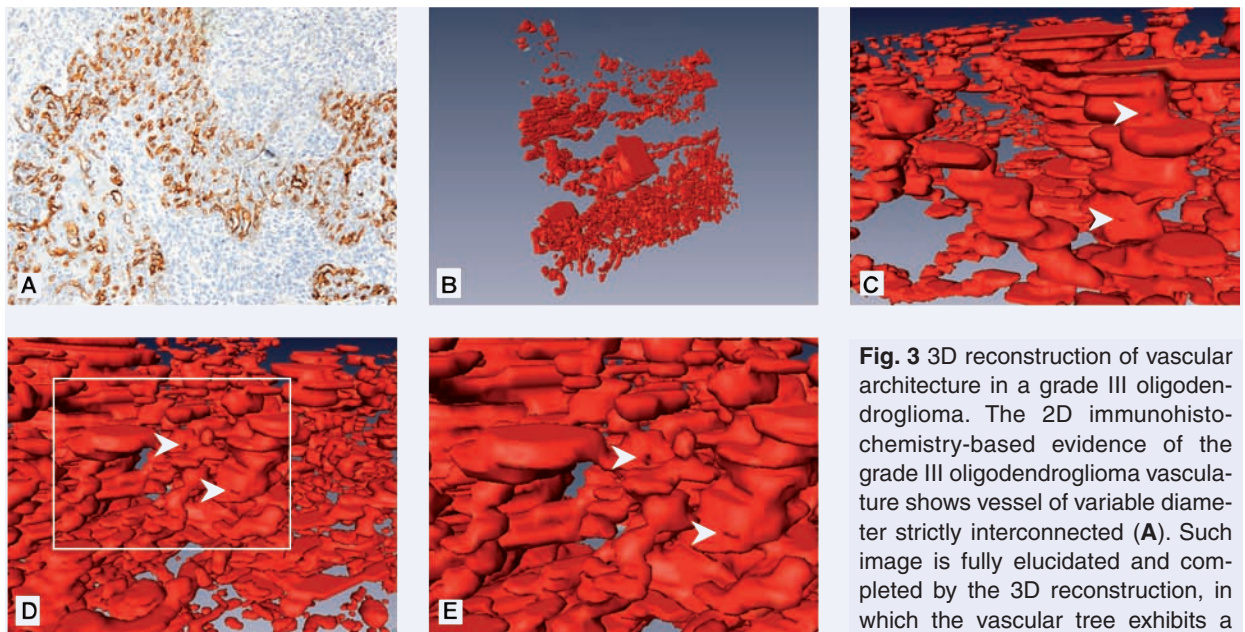 A
B
C
D
E
Fig. 3 3D reconstruction of vascular
architecture in a grade III oligoden-
droglioma. The 2D immunohisto-
chemistry-based evidence of the
grade III oligodendroglioma vascula-
ture shows vessel of variable diame-
ter strictly interconnected (A). Such
image is fully elucidated and com-
pleted by the 3D reconstruction, in
which the vascular tree exhibits a